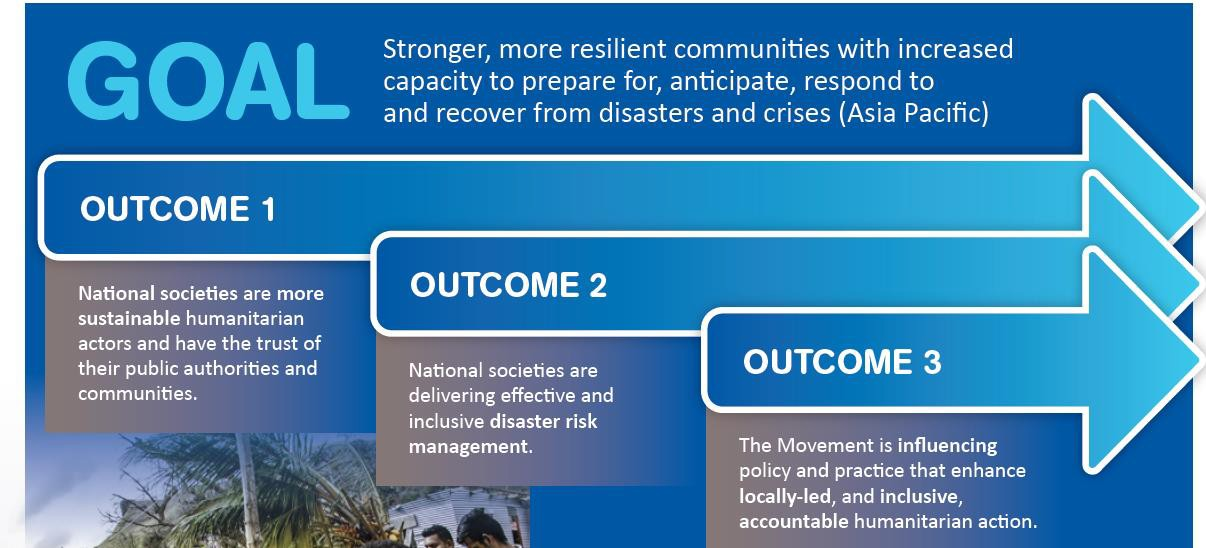 GOAL
Stronger, more resilient communities with increased
capacity to prepare for, anticipate, respond to
and recover from disasters and crises (Asia Pacific)
OUTCOME 1
National societies are more
sustainable humanitarian
actors and have the trust of
their public authorities and
communities.
OUTCOME 2
National societies are
delivering effective and
inclusive disaster risk
management.
OUTCOME 3
The Movement is influencing
policy and practice that enhance
locally-led, and inclusive,
accountable humanitarian action.